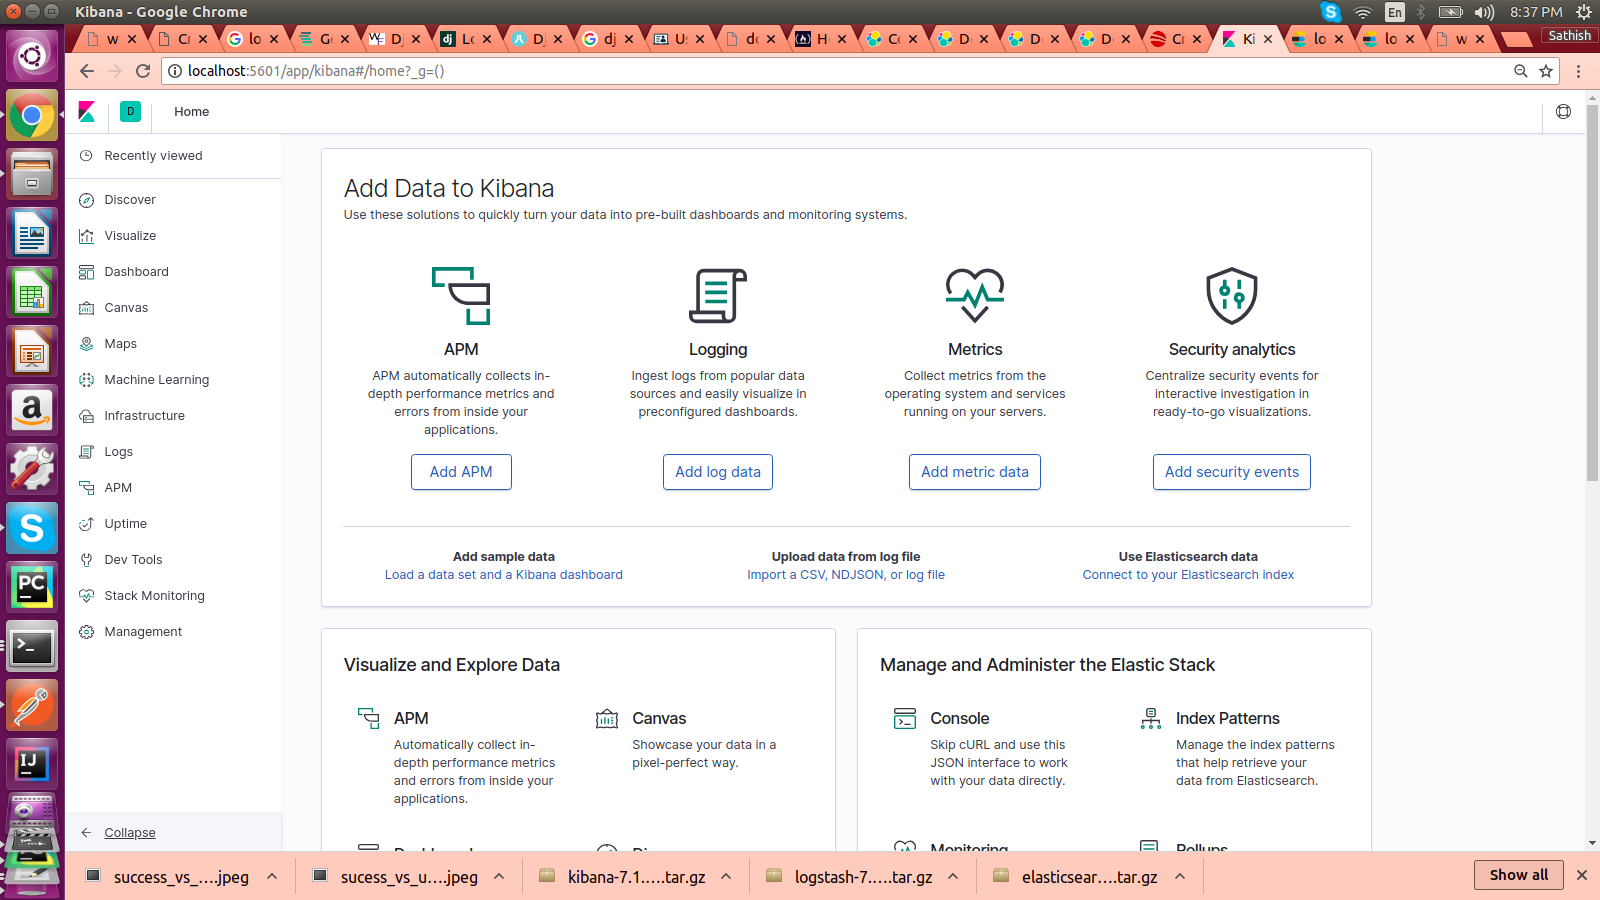 Kibana - Google Chrome
En
8:37 PM
Sathish
localhost:5601/app/kibana#/home?_g=()
D
Home
Recently viewed
Discover
Visualize
Dashboard
Canvas
Maps
Machine Learning
Infrastructure
Logs
APM
Uptime
Dev Tools
Stack Monitoring
Management
Collapse
Add Data to Kibana
Use these solutions to quickly turn your data into pre-built dashboards and monitoring systems.
APM
APM automatically collects in-
depth performance metrics and
errors from inside your
applications.
Add APM
Logging
Ingest logs from popular data
sources and easily visualize in
preconfigured dashboards.
Add log data
Metrics
Collect metrics from the
operating system and services
running on your servers.
Add metric data
Security analytics
Centralize security events for
interactive investigation in
ready-to-go visualizations.
Add security events
Add sample data
Load a data set and a Kibana dashboard
Upload data from log file
Import a CSV, NDJSON, or log file
Use Elasticsearch data
Connect to your Elasticsearch index
Visualize and Explore Data
APM
Automatically collect in-
depth performance metrics
and errors from inside your
applications.
Canvas
Showcase your data in a
pixel-perfect way.
Manage and Administer the Elastic Stack
Console
Skip cURL and use this
JSON interface to work
with your data directly.
Index Patterns
Manage the index patterns
that help retrieve your
data from Elasticsearch.
Monitoring
Rollups
success_vs_....jpeg
sucess_vs_u....jpeg
kibana-7.1.....tar.gz
logstash-7.....tar.gz
elasticsear....tar.gz
Show all